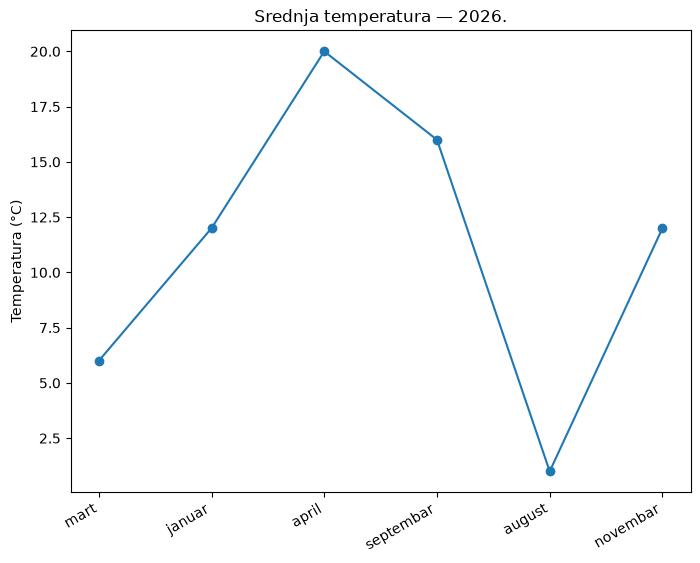 Srednja temperatura — 2026.
Temperatura (°C)
20.0
17.5
15.0
12.5
10.0
7.5
5.0
2.5
mart
januar
april
septembar
august
novembar